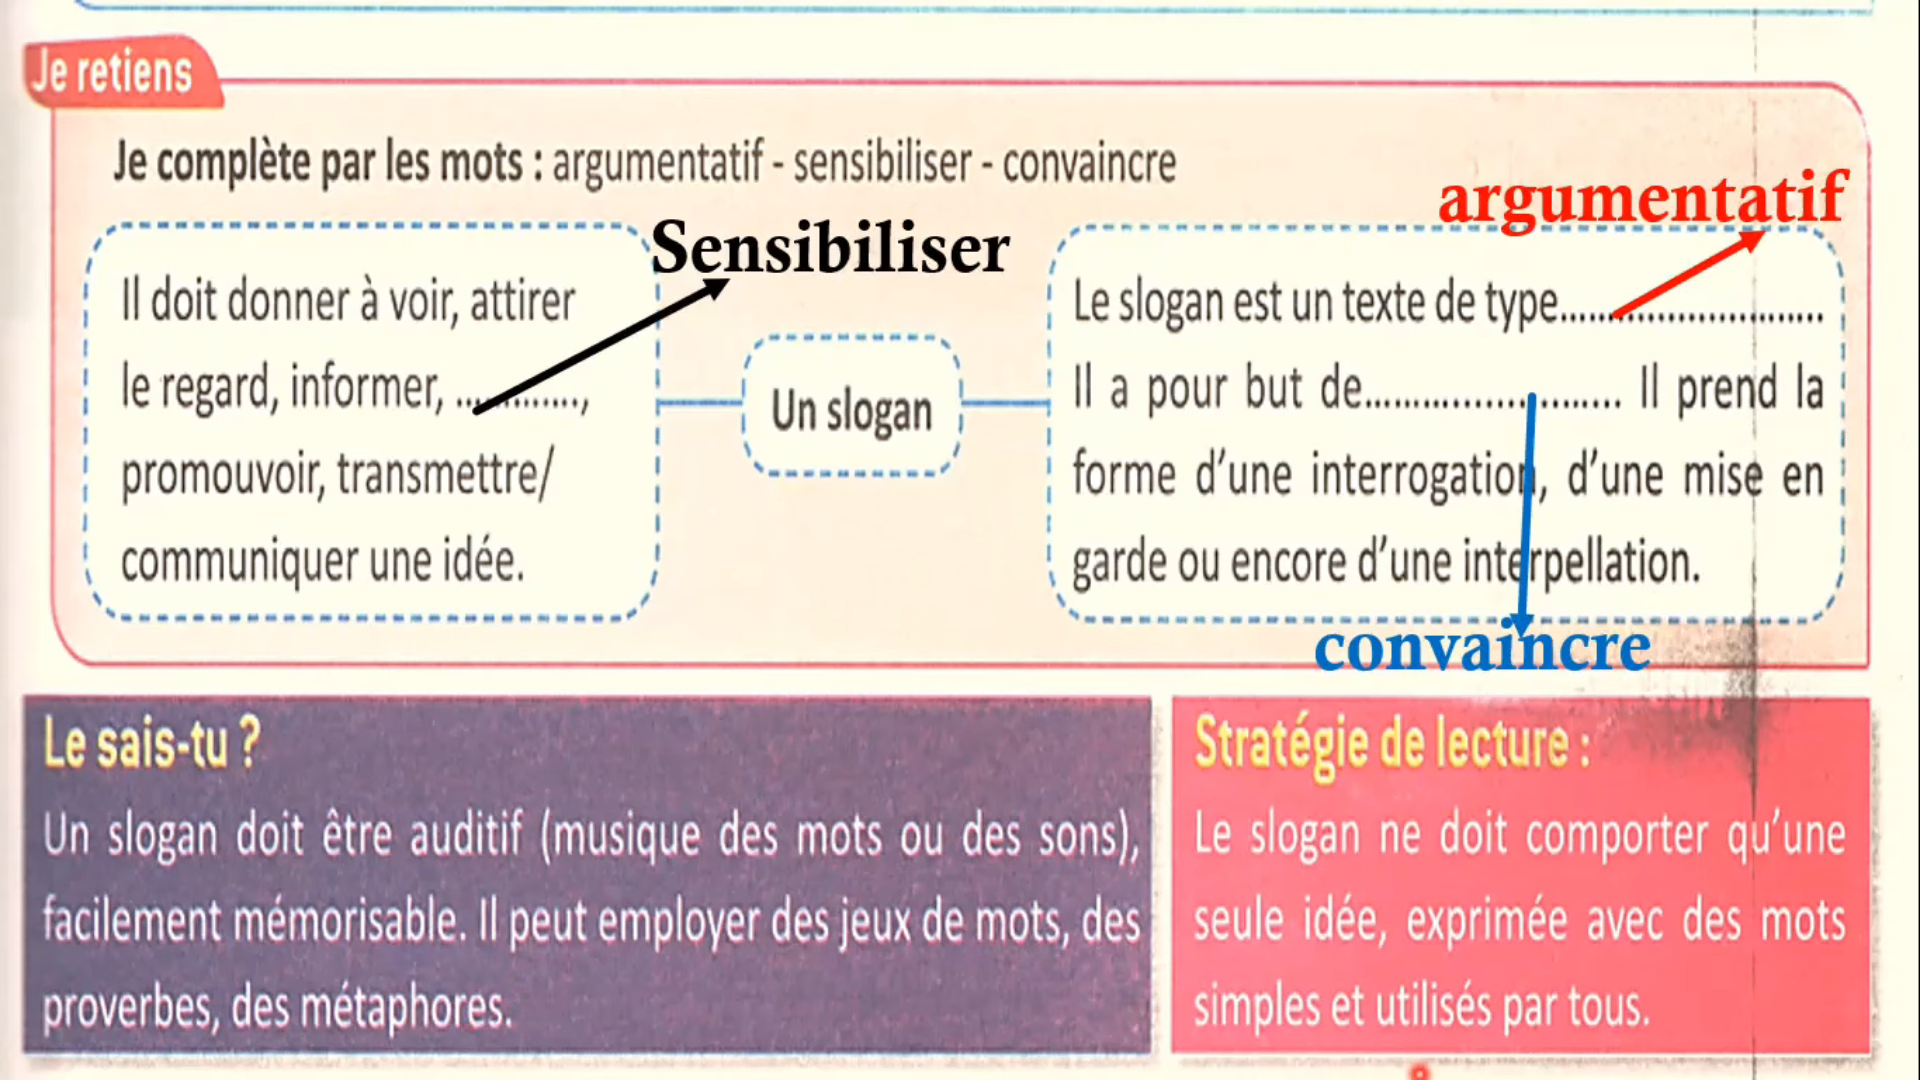 Je retiens
Je complète par les mots : argumentatif - sensibiliser - convaincre
argumentatif
Sensibiliser
Il doit donner à voir, attirer
le regard, informer, ............,
promouvoir, transmettre/
communiquer une idée.
Un slogan
Le slogan est un texte de type..............................
Il a pour but de............................ Il prend la
forme d'une interrogation, d'une mise en
garde ou encore d'une interpellation.
convaincre
Le sais-tu ?
Un slogan doit être auditif (musique des mots ou des sons),
facilement mémorisable. Il peut employer des jeux de mots, des
proverbes, des métaphores.
Stratégie de lecture :
Le slogan ne doit comporter qu'une
seule idée, exprimée avec des mots
simples et utilisés par tous.